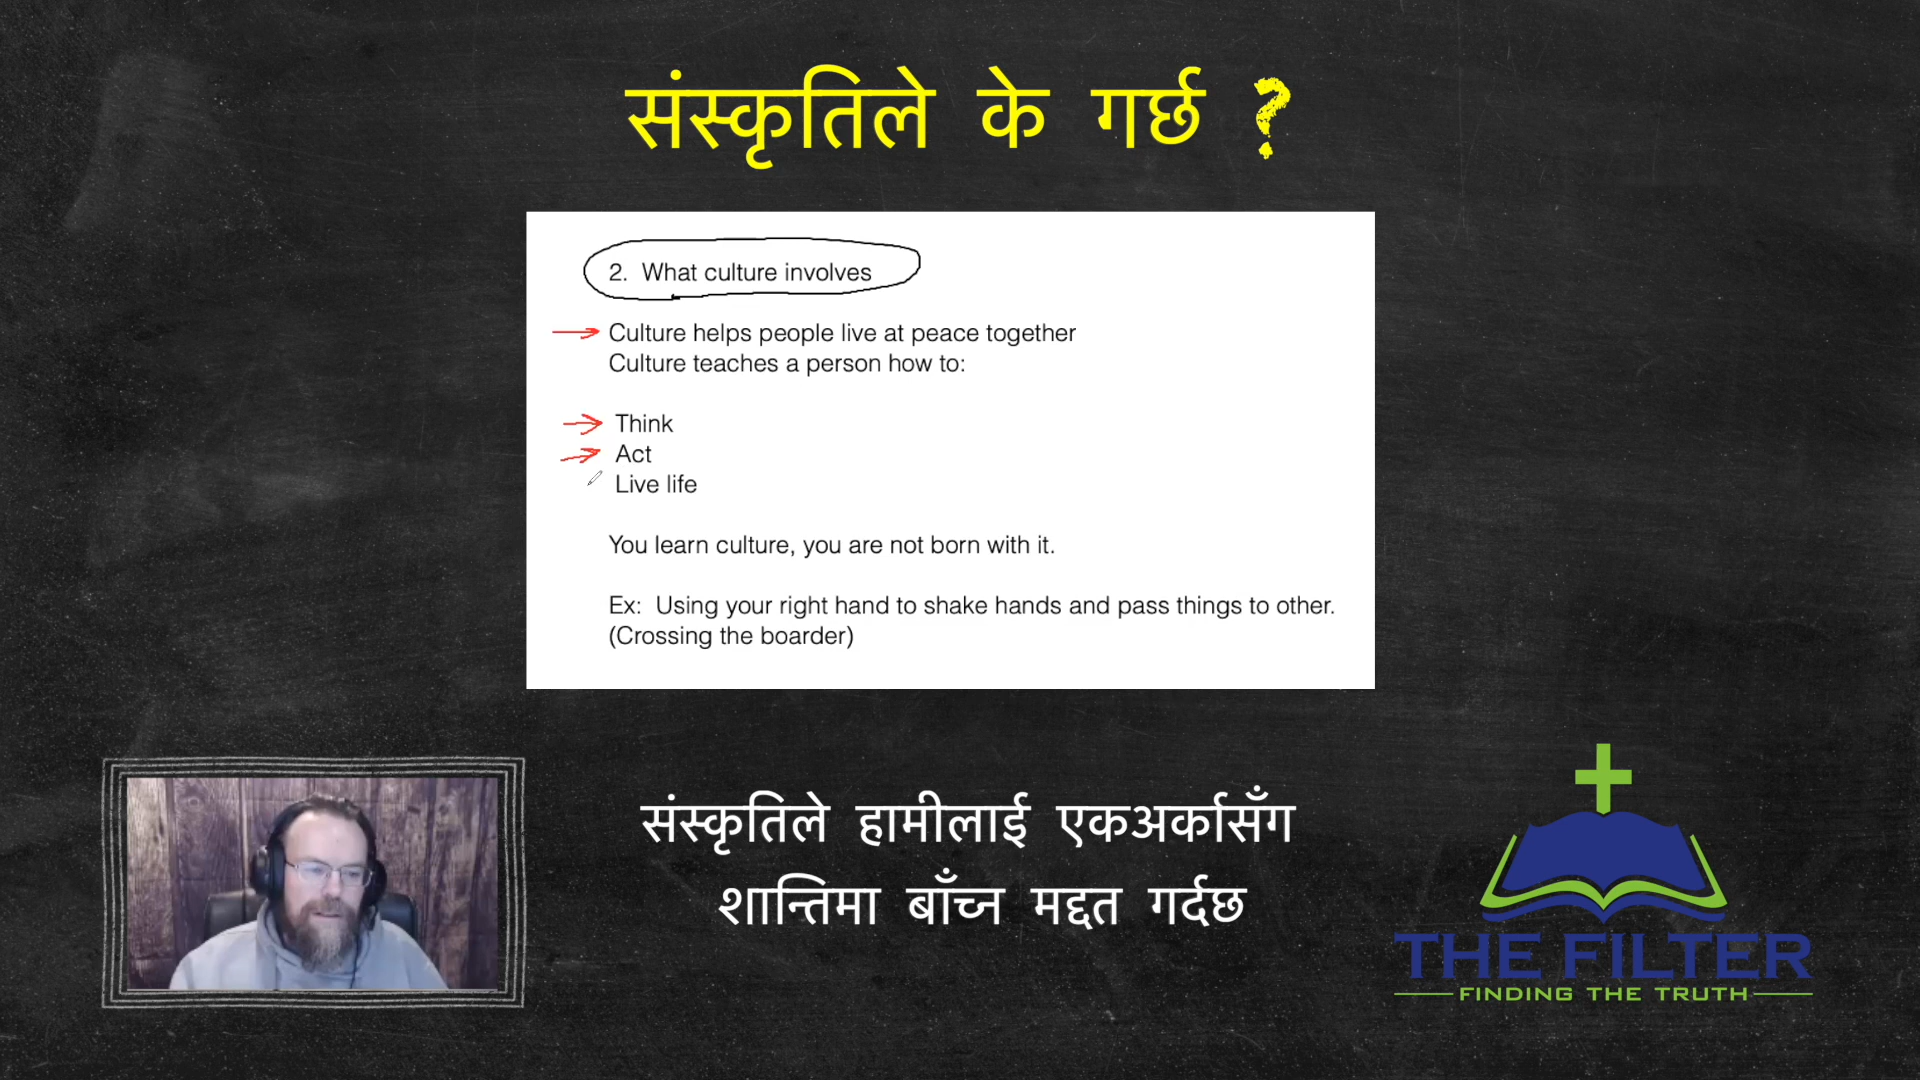 संस्कृतिले के गर्छ ?
2. What culture involves
Culture helps people live at peace together
Culture teaches a person how to:
Think
Act
Live life
You learn culture, you are not born with it.
Ex: Using your right hand to shake hands and pass things to other.
(Crossing the boarder)
संस्कृतिले हामीलाई एकअर्कासँग
शान्तिमा बाँच्न मद्दत गर्दछ
THE FILTER
FINDING THE TRUTH